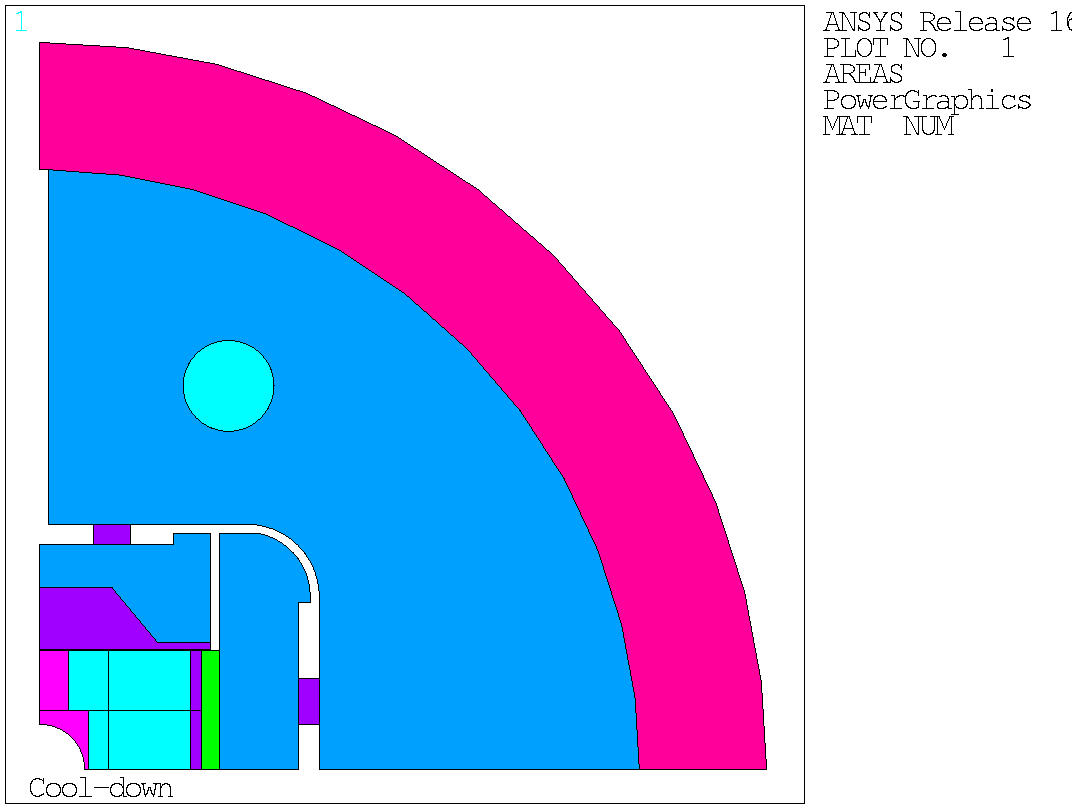 1
ANSYS Release 16
PLOT NO. 1
AREAS
PowerGraphics
MAT NUM
Cool-down